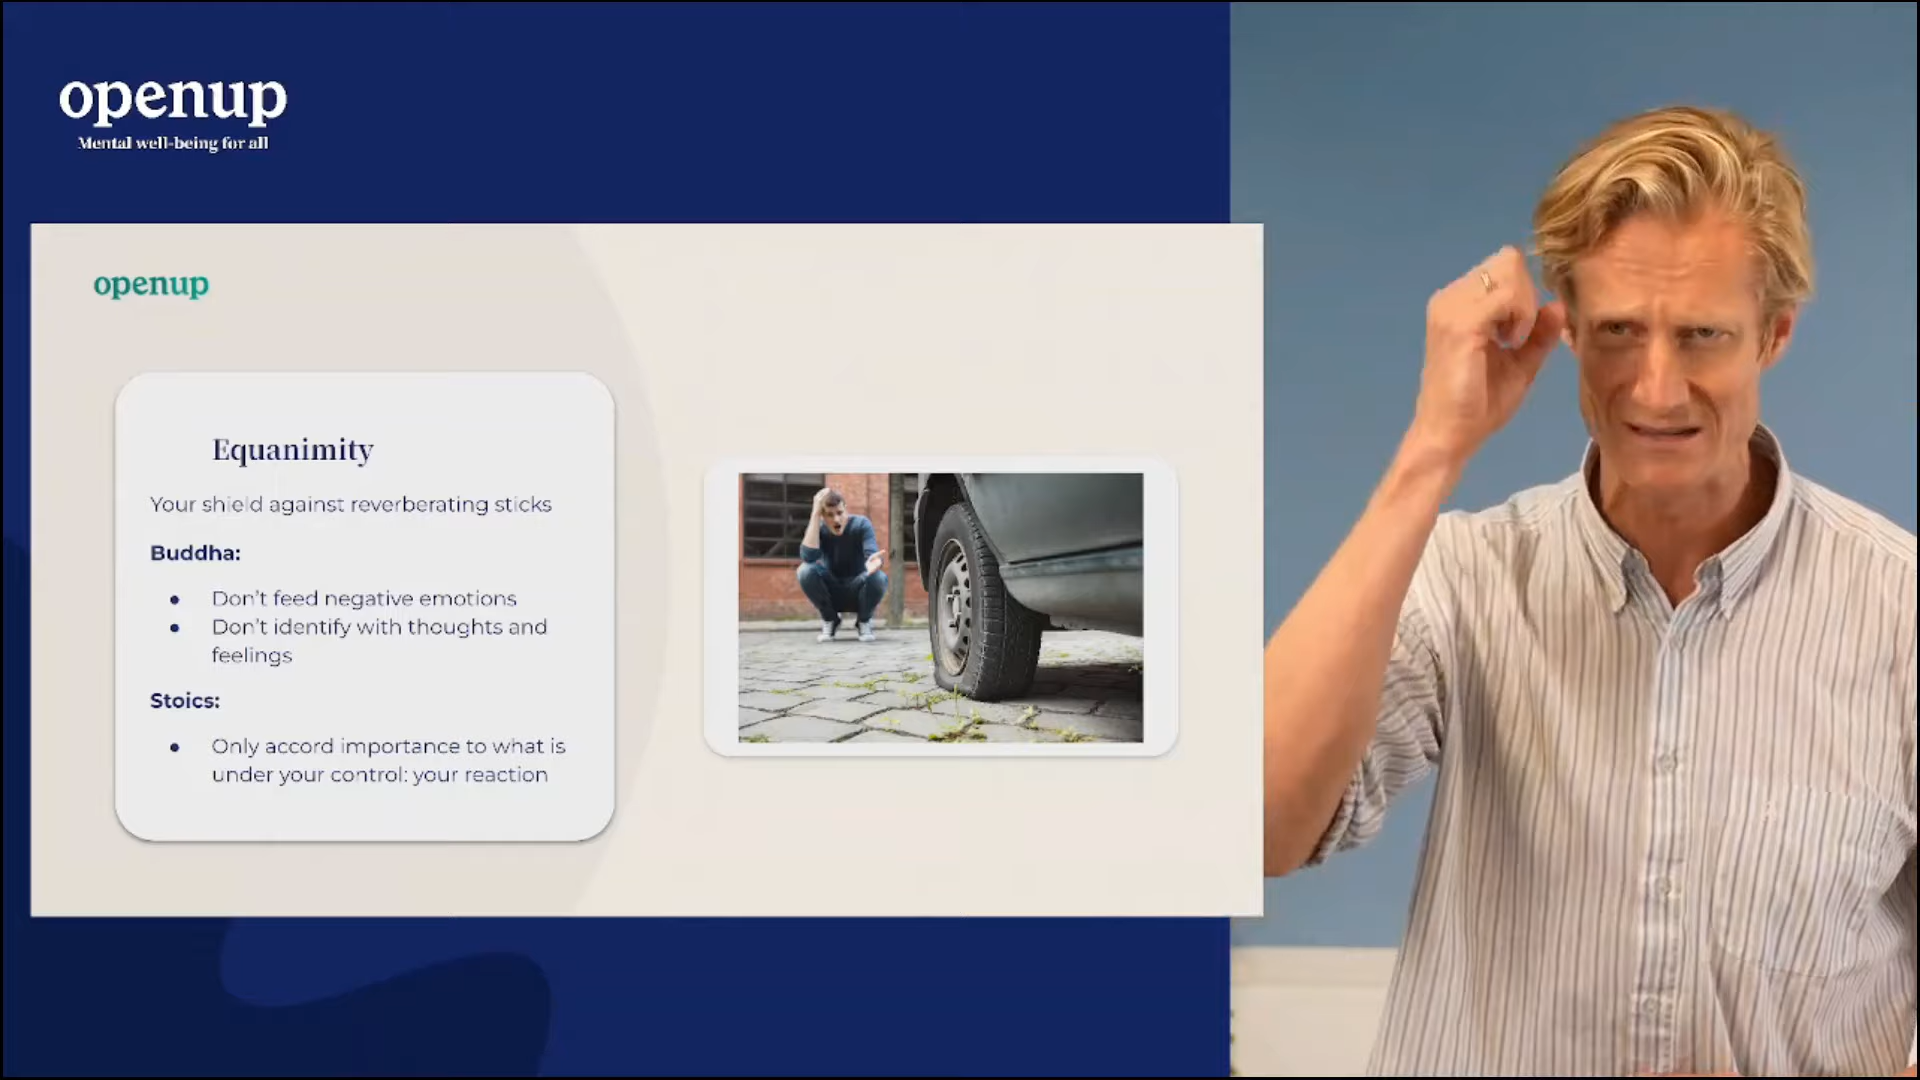 openup
Mental well-being for all
openup
Equanimity
Your shield against reverberating sticks
Buddha:
● Don't feed negative emotions
● Don't identify with thoughts and
feelings
Stoics:
● Only accord importance to what is
under your control: your reaction